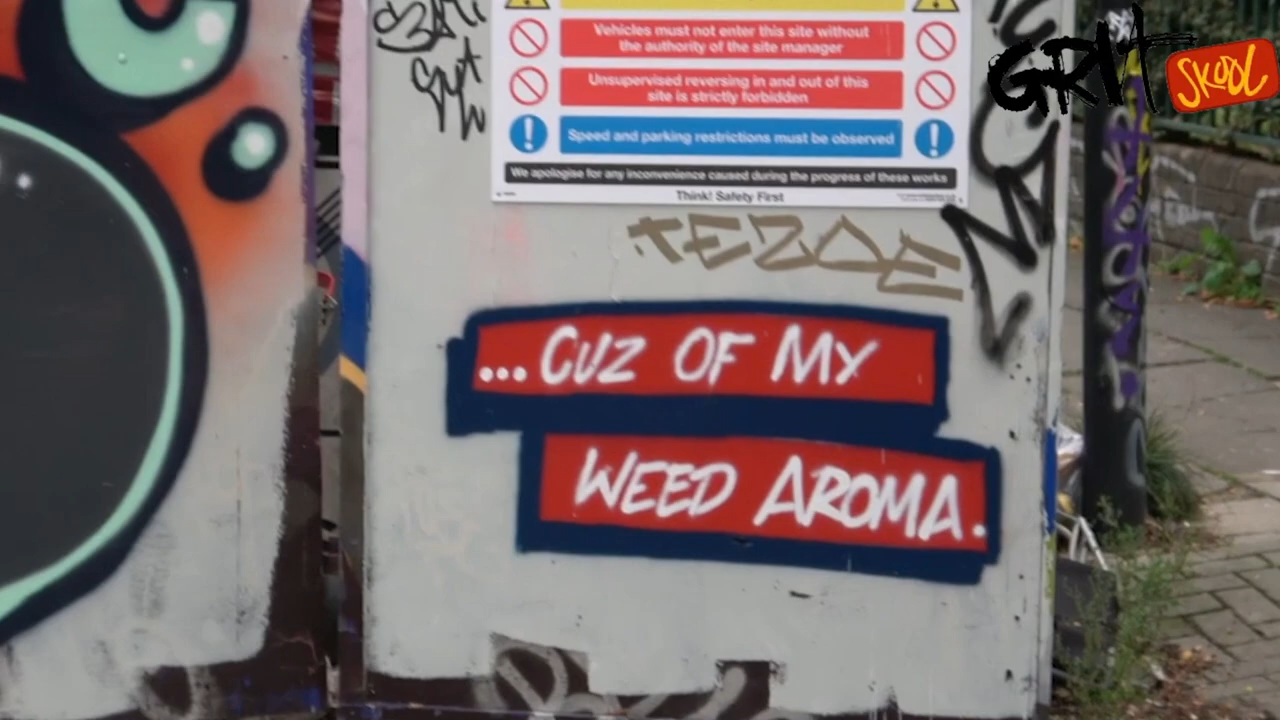 Vehicles must not enter this site without
the authority of the site manager
Unsupervised reversing in and out of this
site is strictly forbidden
Speed and parking restrictions must be observed
We apologise for any inconvenience caused during the progress of these works
Think! Safety First
GRIT
SKOOL
TEZOE
...CUZ OF MY
WEED AROMA.